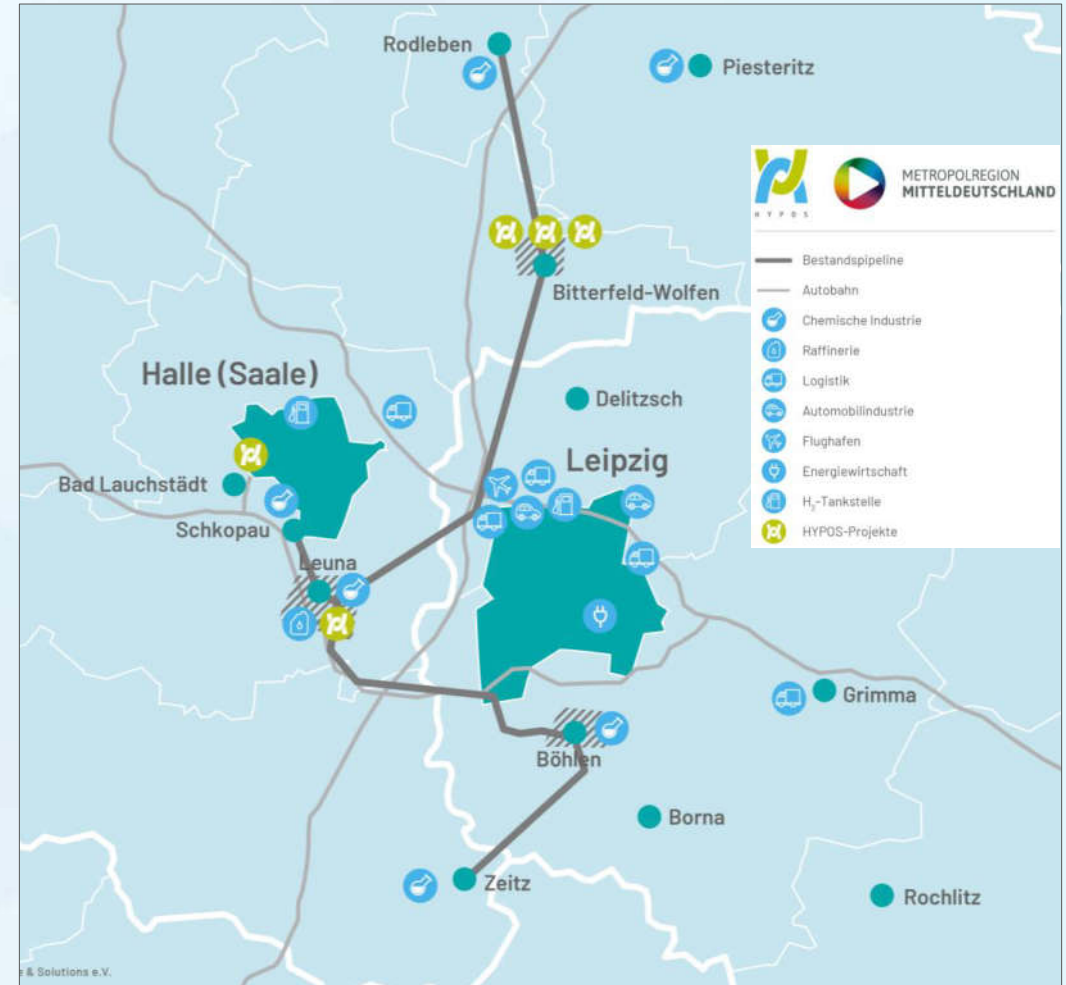 Rodleben
Piesteritz
HYPOS
METROPOLREGION
MITTELDEUTSCHLAND
Bestandspipeline
Autobahn
Chemische Industrie
Raffinerie
Logistik
Automobilindustrie
Flughafen
Energiewirtschaft
H₂-Tankstelle
HYPOS-Projekte
Bitterfeld-Wolfen
Halle (Saale)
Delitzsch
Leipzig
Bad Lauchstädt
Schkopau
Leuna
Grimma
Böhlen
Borna
Zeitz
Rochlitz
& Solutions e.V.